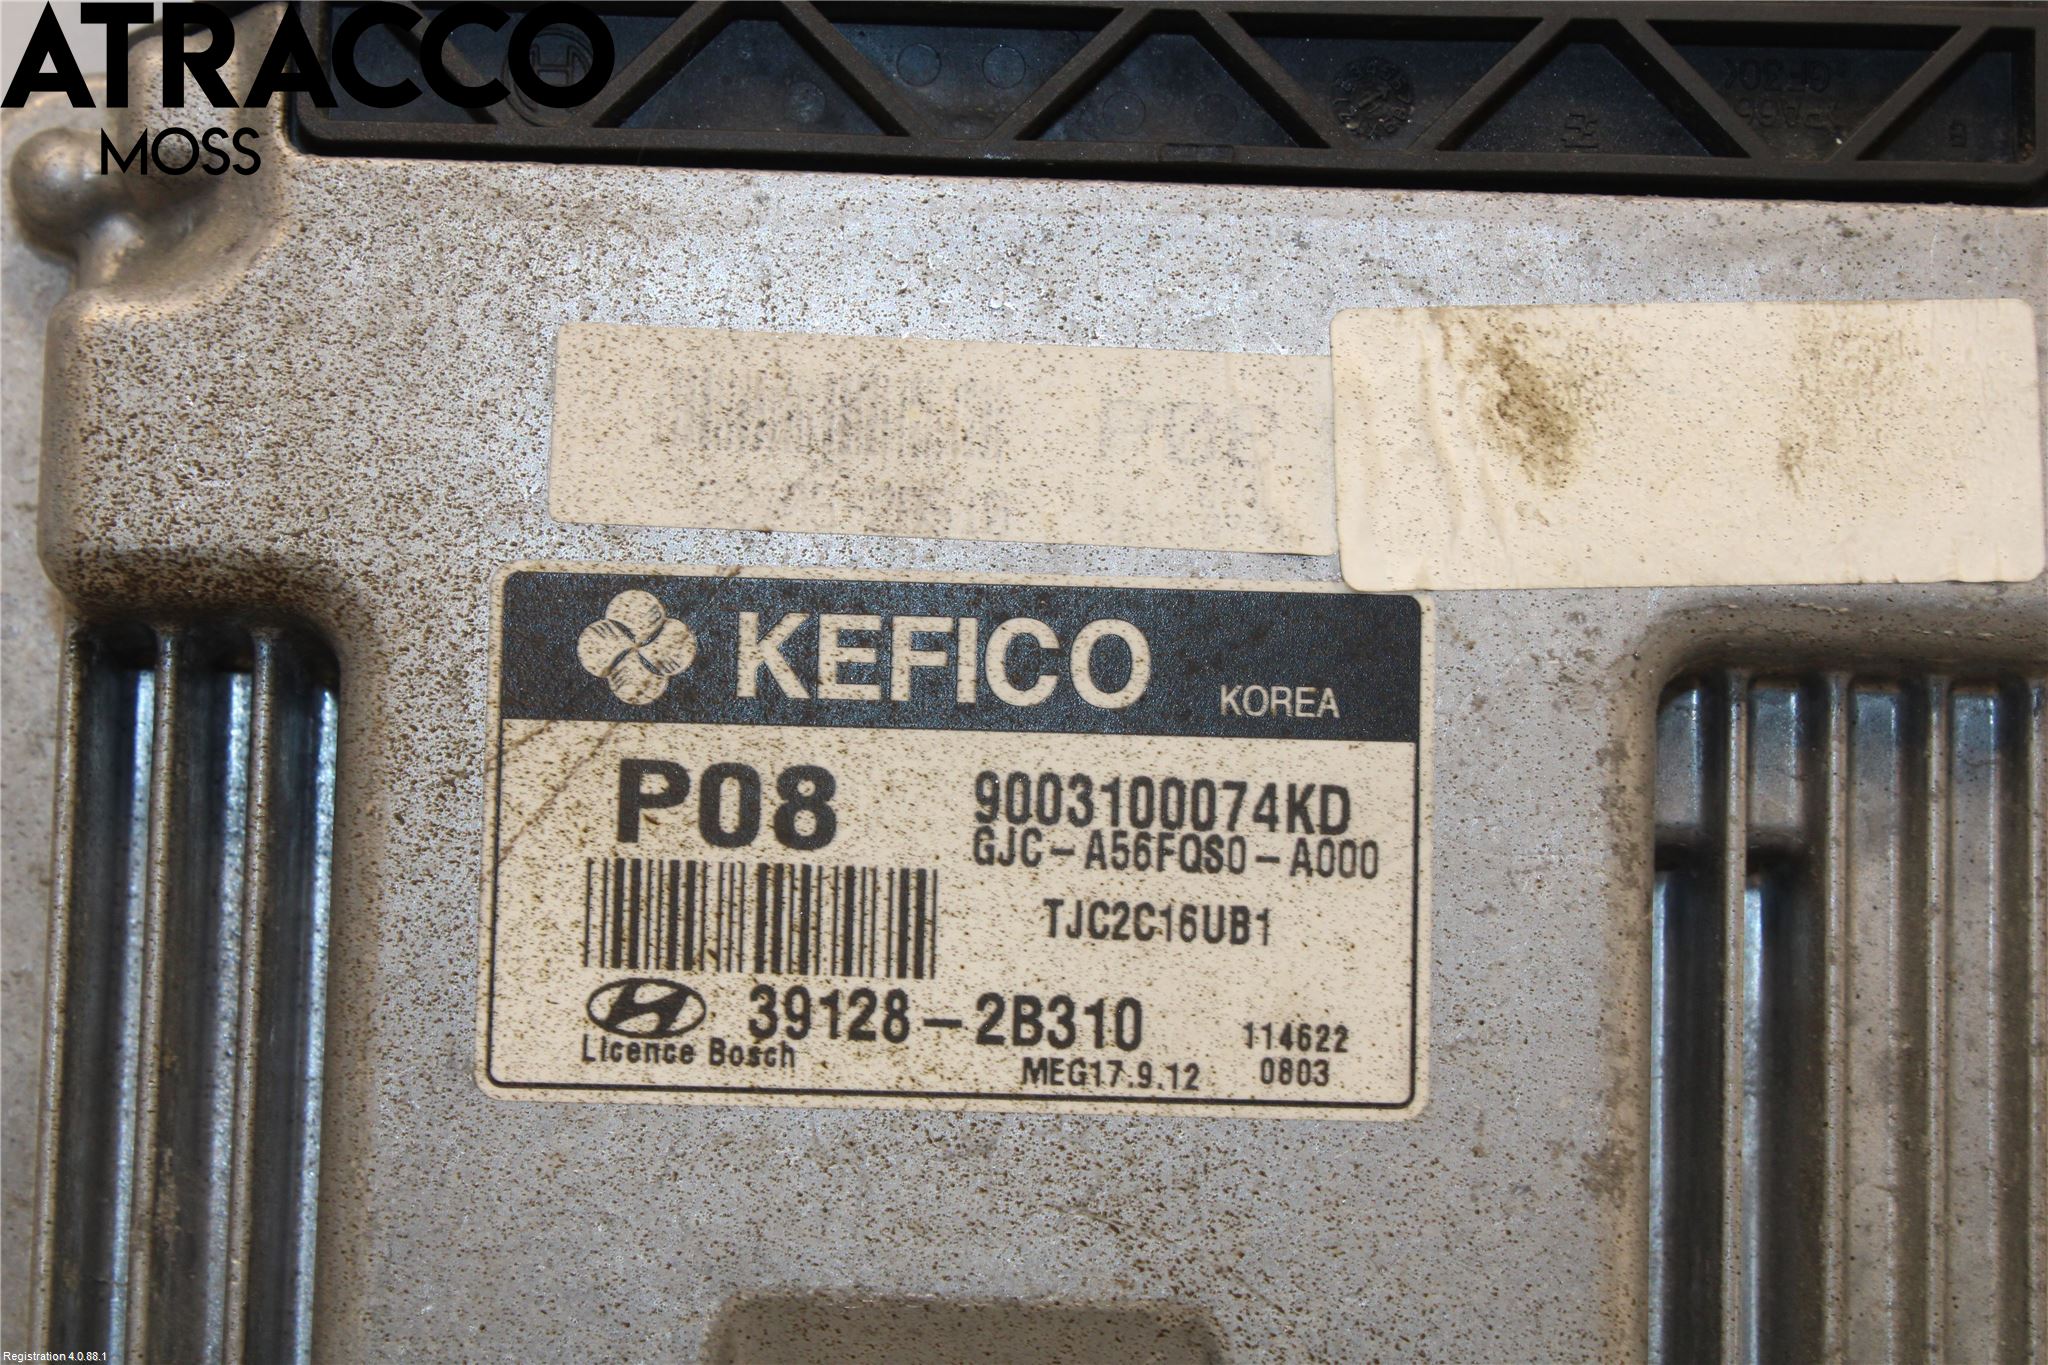 ATRACCO
MOSS
P08
KEFICO
KOREA
P08
9003100074KD
GJC-A56FQS0-A000
TJC2C16UB1
39128-2B310
114622
Licence Bosch
MEG17.9.12
0803
Registration 4.0.88.1